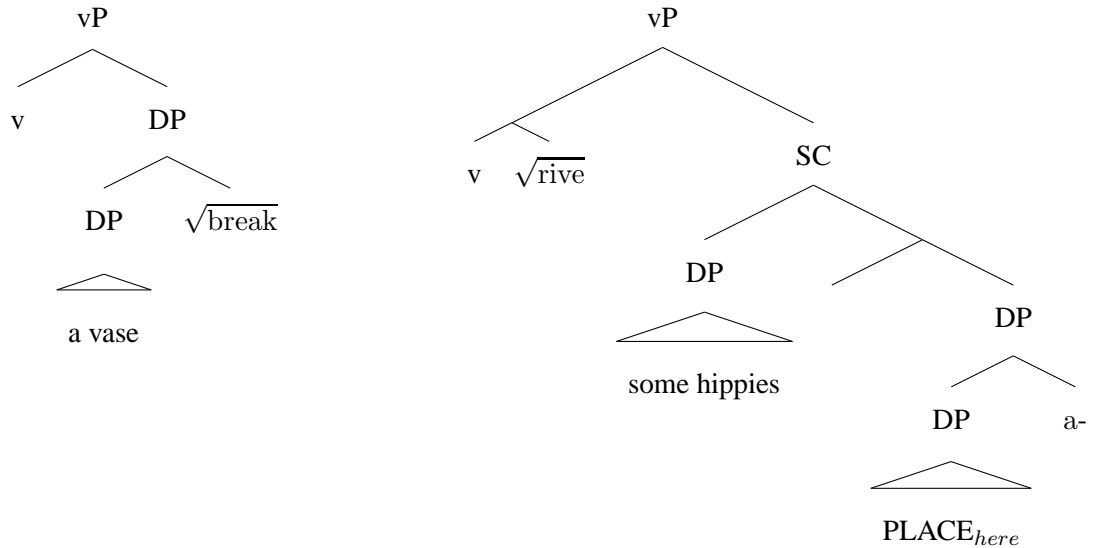 vP
v
DP
DP
√break
a vase
vP
v √rive
SC
DP
some hippies
DP
DP
a-
PLACE_here